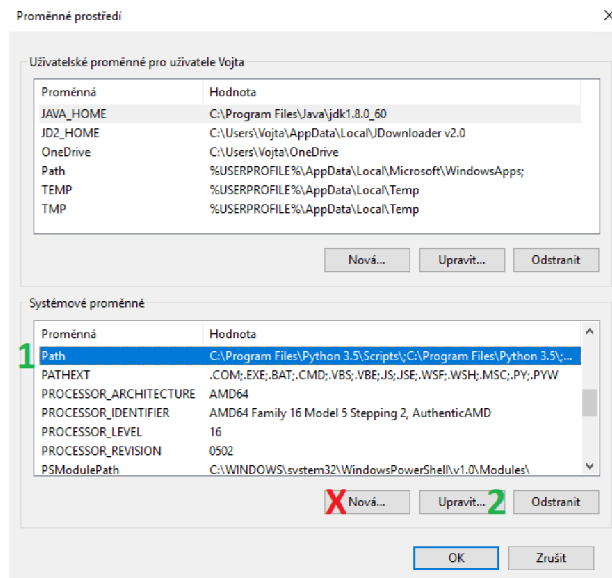 Proměnné prostředí
Uživatelské proměnné pro uživatele Vojta
Proměnná Hodnota
JAVA_HOME C:\Program Files\Java\jdk1.8.0_60
JD2_HOME C:\Users\Vojta\AppData\Local\JDownloader v2.0
OneDrive C:\Users\Vojta\OneDrive
Path %USERPROFILE%\AppData\Local\Microsoft\WindowsApps;
TEMP %USERPROFILE%\AppData\Local\Temp
TMP %USERPROFILE%\AppData\Local\Temp
Nová... Upravit... Odstranit
Systémové proměnné
Proměnná Hodnota
1 Path C:\Program Files\Python 3.5\Scripts\;C:\Program Files\Python 3.5\;...
PATHEXT .COM;.EXE;.BAT;.CMD;.VBS;.VBE;.JS;.JSE;.WSF;.WSH;.MSC;.PY;.PYW
PROCESSOR_ARCHITECTURE AMD64
PROCESSOR_IDENTIFIER AMD64 Family 16 Model 5 Stepping 2, AuthenticAMD
PROCESSOR_LEVEL 16
PROCESSOR_REVISION 0502
PSModulePath C:\WINDOWS\system32\WindowsPowerShell\v1.0\Modules\
X Nová... Upravit... 2 Odstranit
OK Zrušit